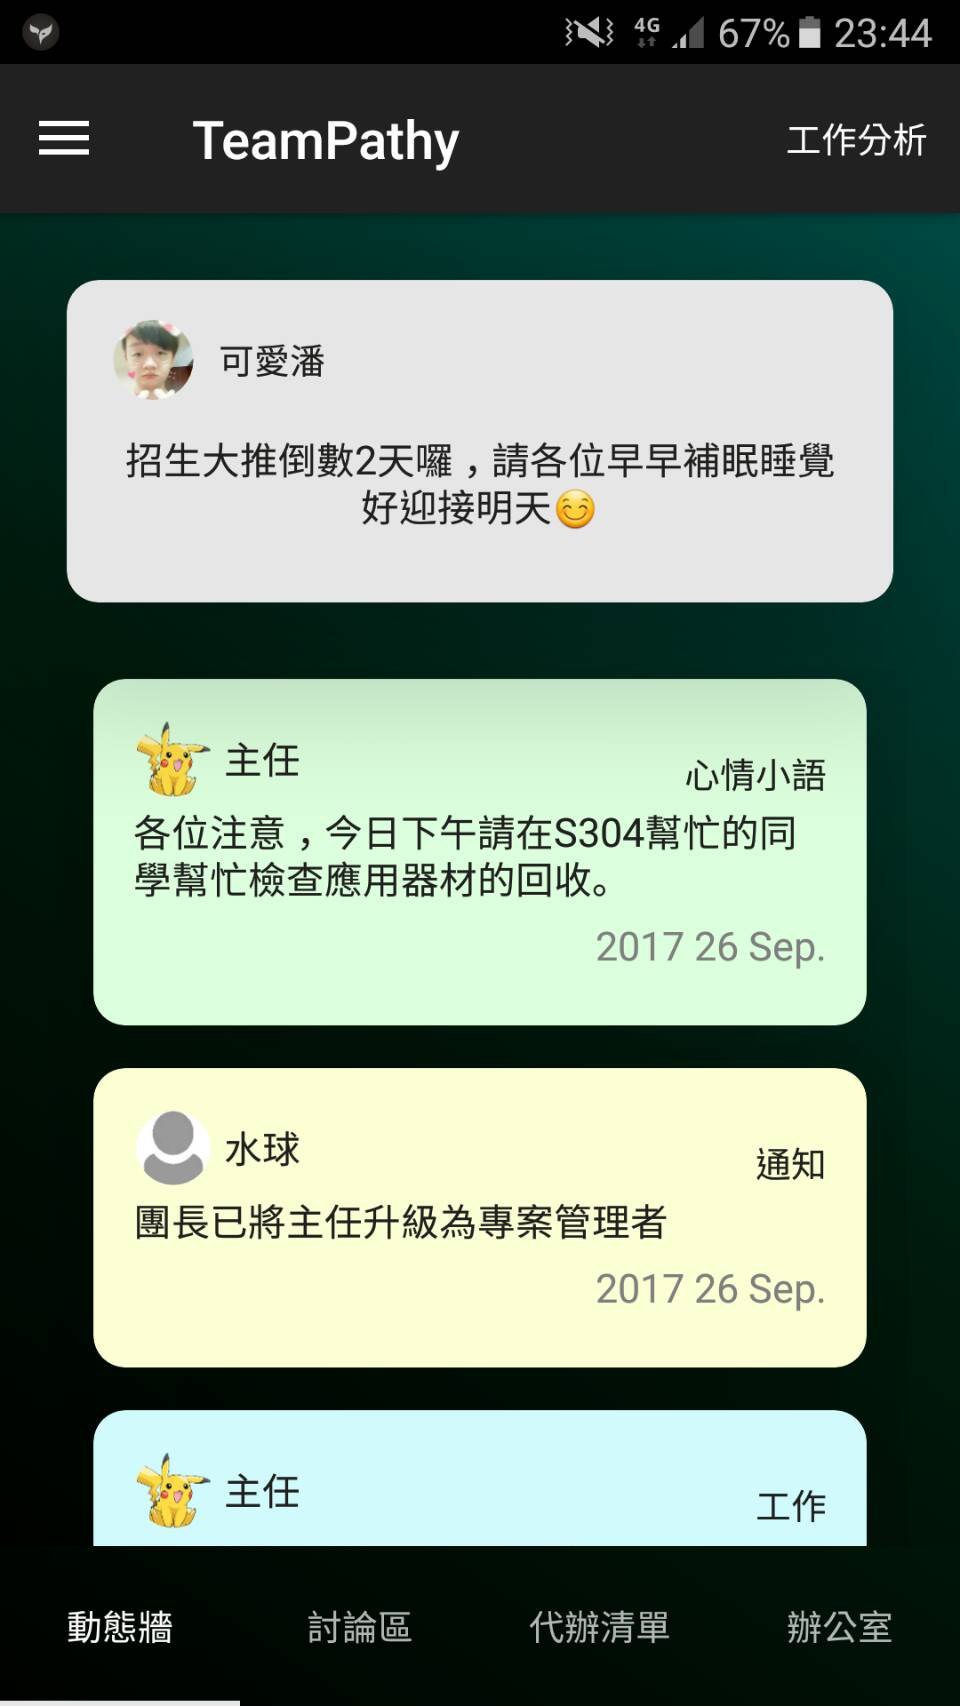 4G 67% 23:44
TeamPathy 工作分析
可愛潘
招生大推倒數2天囉，請各位早早補眠睡覺
好迎接明天😊
主任
心情小語
各位注意，今日下午請在S304幫忙的同
學幫忙檢查應用器材的回收。
2017 26 Sep.
水球
通知
團長已將主任升級為專案管理者
2017 26 Sep.
主任
工作
動態牆 討論區 代辦清單 辦公室